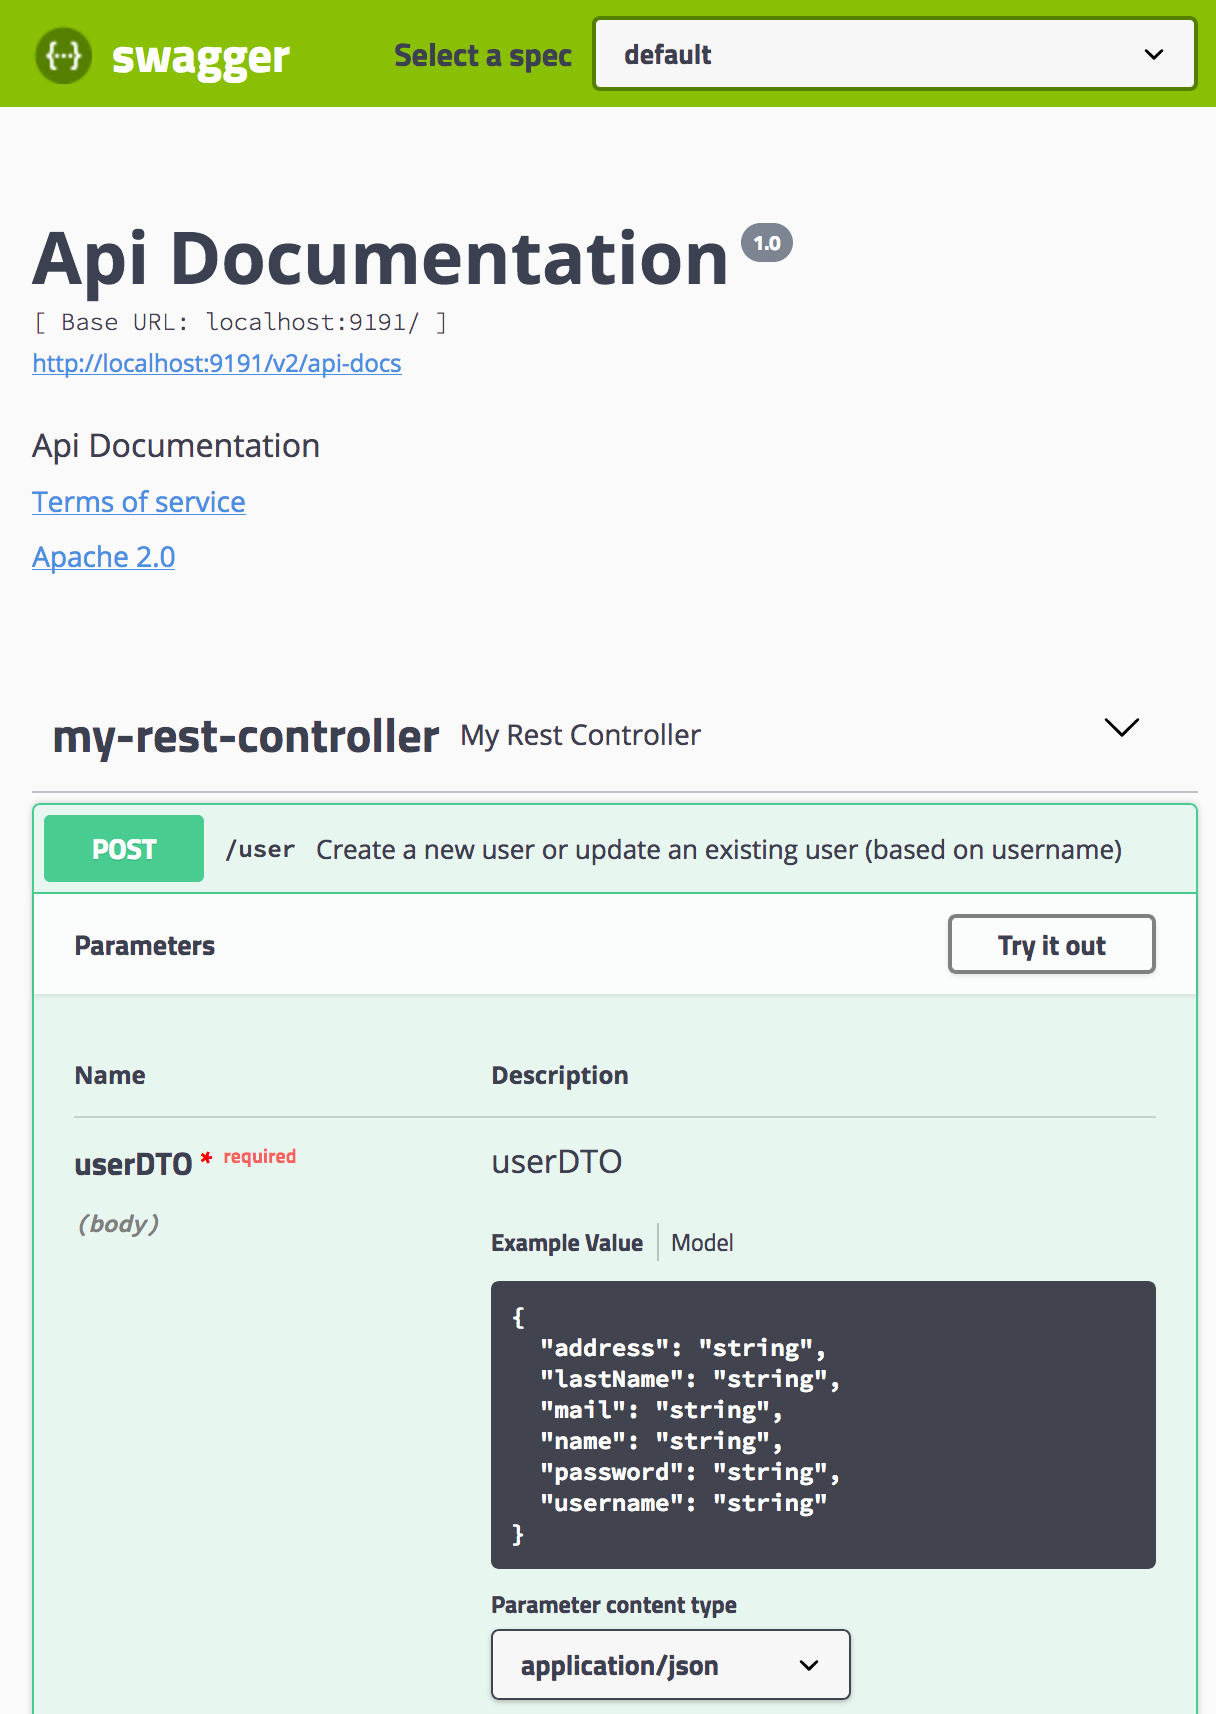 {···} swagger Select a spec default
Api Documentation 1.0
[ Base URL: localhost:9191/ ]
http://localhost:9191/v2/api-docs
Api Documentation
Terms of service
Apache 2.0
my-rest-controller My Rest Controller
POST /user Create a new user or update an existing user (based on username)
Parameters Try it out
Name Description
userDTO * required userDTO
(body)
Example Value Model
{
  "address": "string",
  "lastName": "string",
  "mail": "string",
  "name": "string",
  "password": "string",
  "username": "string"
}
Parameter content type
application/json